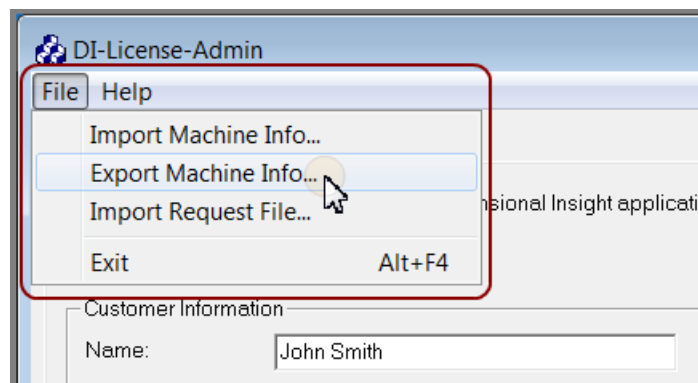 DI-License-Admin
File Help
Import Machine Info...
Export Machine Info...
Import Request File...
Insight
Exit Alt+F4
Customer Information
Name: John Smith